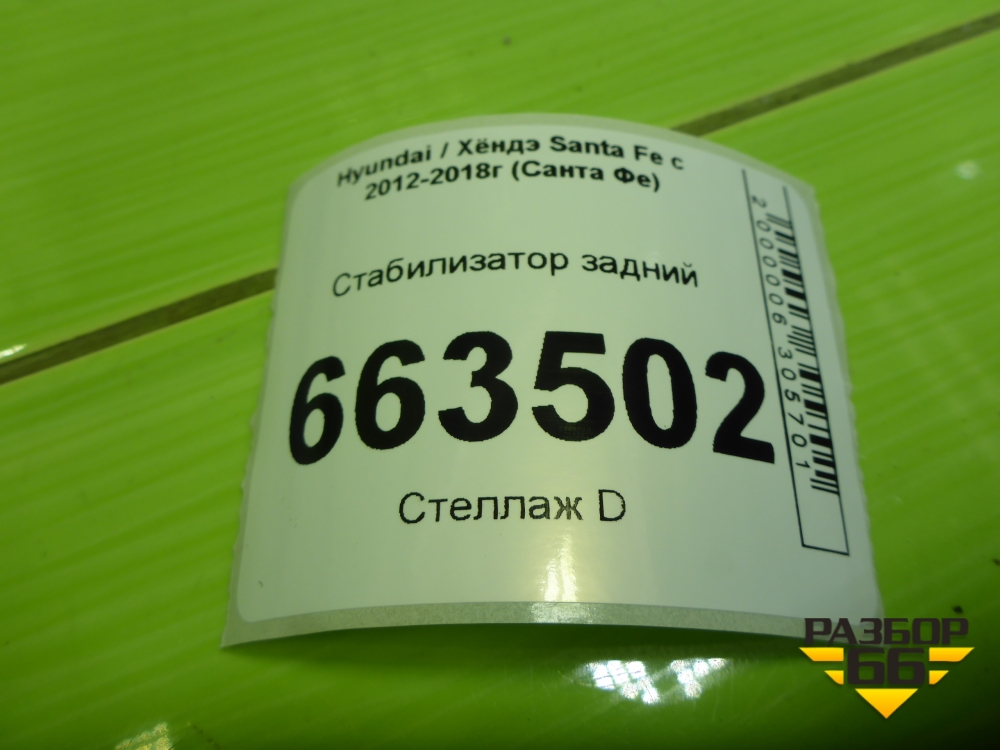 Hyundai / Хёндэ Santa Fe с
2012-2018г (Санта Фе)
Стабилизатор задний
663502
Стеллаж D
2000006305701
РАЗБОР
66